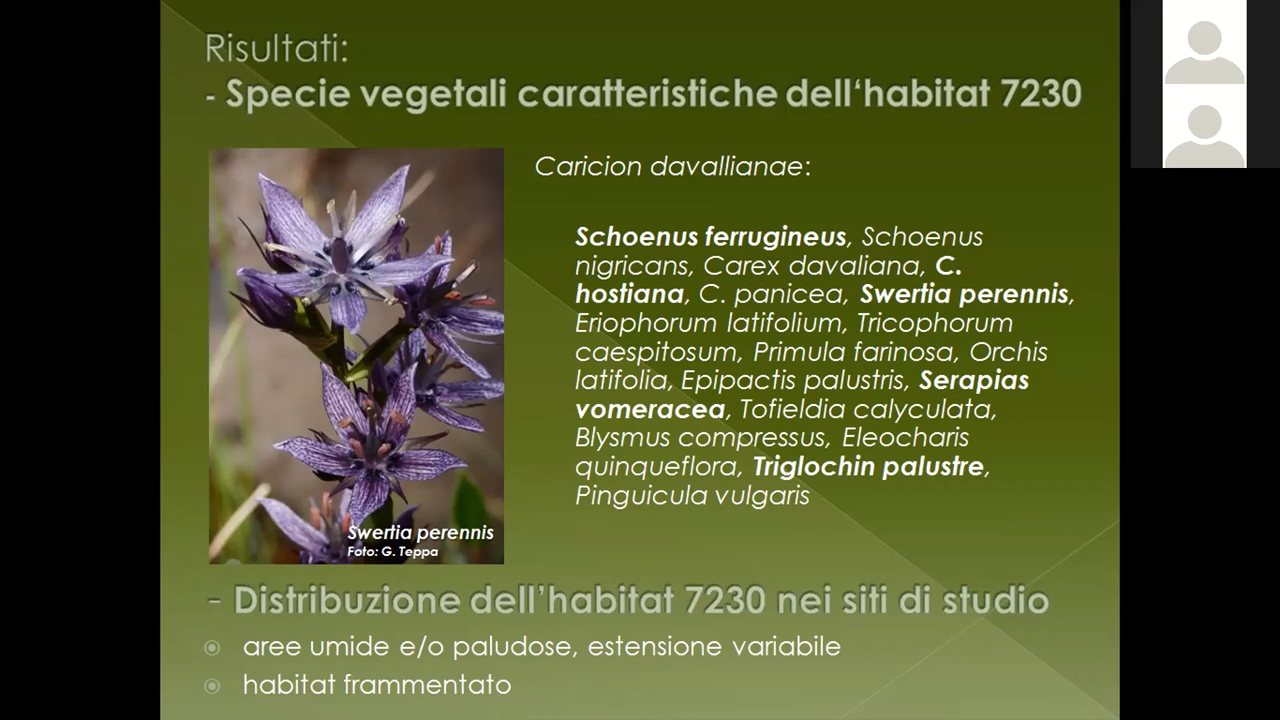 Risultati:
- Specie vegetali caratteristiche dell‘habitat 7230
Caricion davallianae:
Schoenus ferrugineus, Schoenus
nigricans, Carex davaliana, C.
hostiana, C. panicea, Swertia perennis,
Eriophorum latifolium, Tricophorum
caespitosum, Primula farinosa, Orchis
latifolia, Epipactis palustris, Serapias
vomeracea, Tofieldia calyculata,
Blysmus compressus, Eleocharis
quinqueflora, Triglochin palustre,
Pinguicula vulgaris
Swertia perennis
Foto: G. Teppa
- Distribuzione dell’habitat 7230 nei siti di studio
aree umide e/o paludose, estensione variabile
habitat frammentato